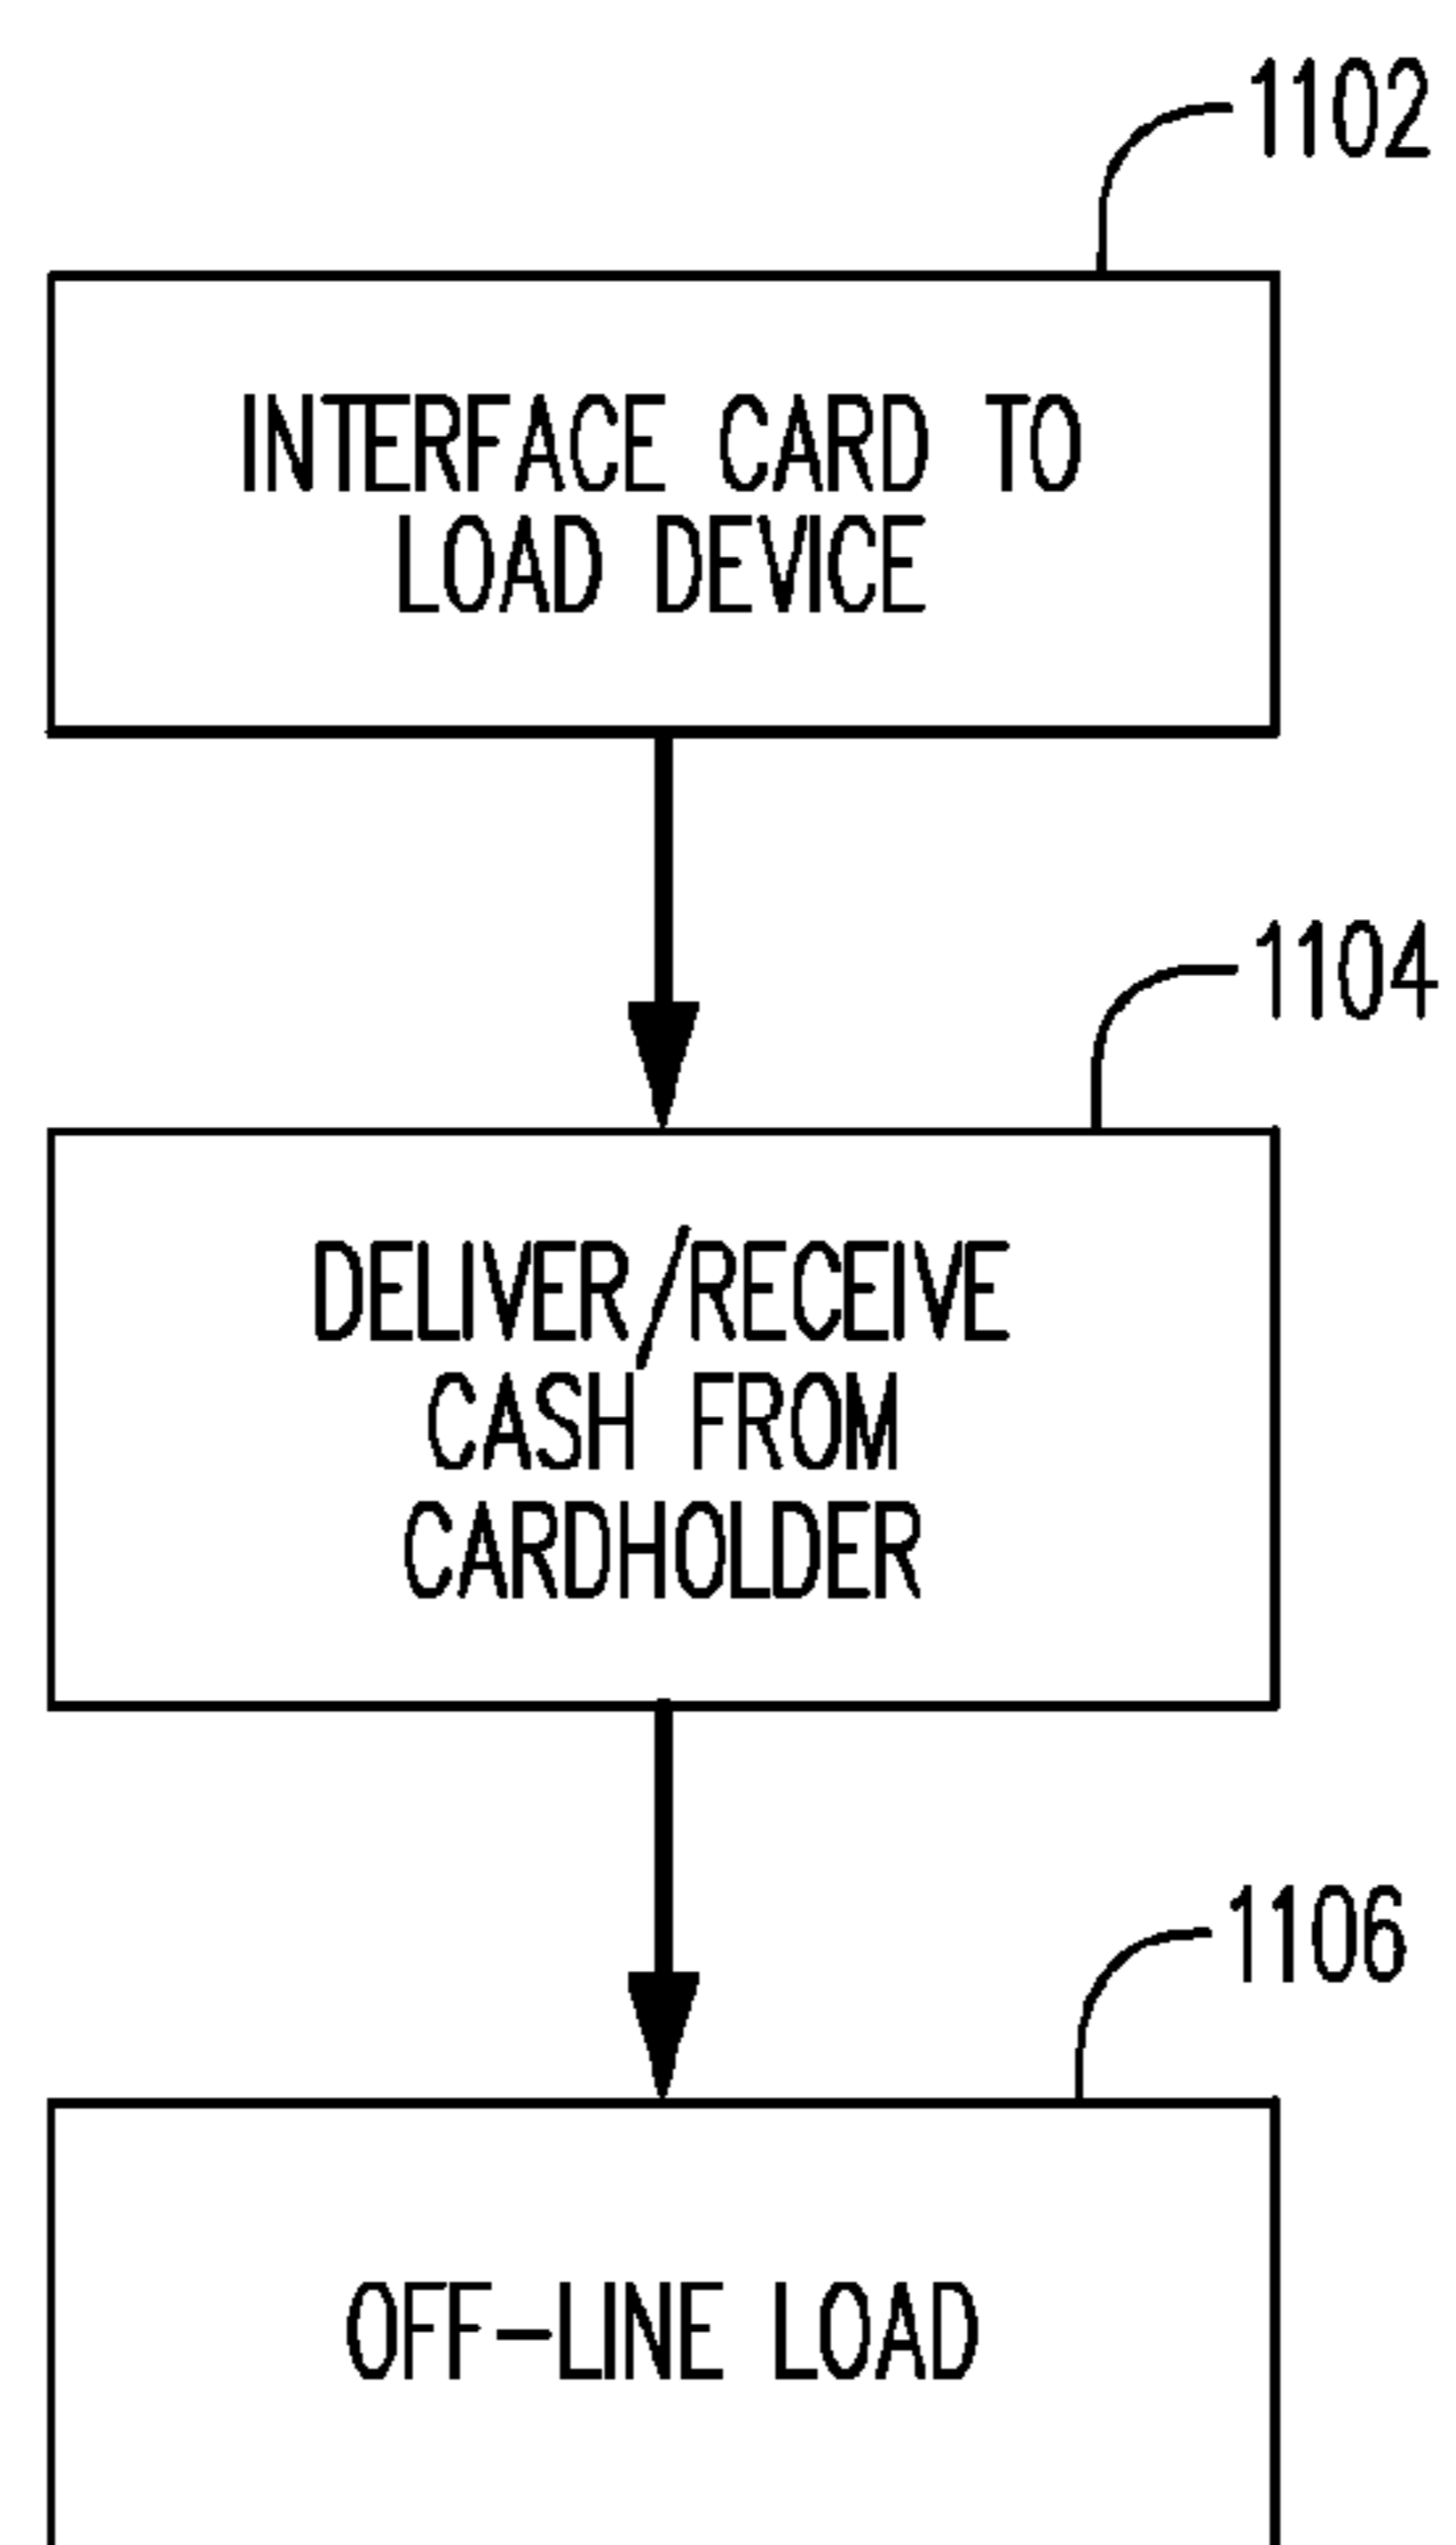 1102
INTERFACE CARD TO
LOAD DEVICE
1104
DELIVER/RECEIVE
CASH FROM
CARDHOLDER
1106
OFF-LINE LOAD